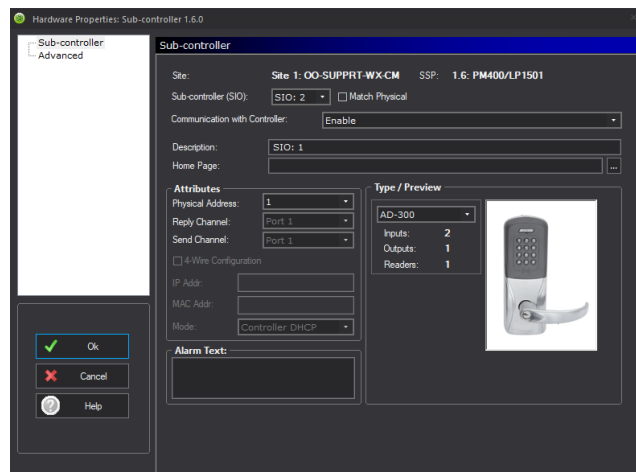 Hardware Properties: Sub-controller 1.6.0
Sub-controller
Advanced
Sub-controller
Site: Site 1: OO-SUPPRT-WX-CM SSP: 1.6: PM400/LP1501
Sub-controller (SIO): SIO: 2 Match Physical
Communication with Controller: Enable
Description: SIO: 1
Home Page: ...
Attributes
Physical Address: 1
Reply Channel: Port 1
Send Channel: Port 1
4-Wire Configuration
IP Addr:
MAC Addr:
Mode: Controller DHCP
Alarm Text:
Type / Preview
AD-300
Inputs: 2
Outputs: 1
Readers: 1
Ok
Cancel
? Help